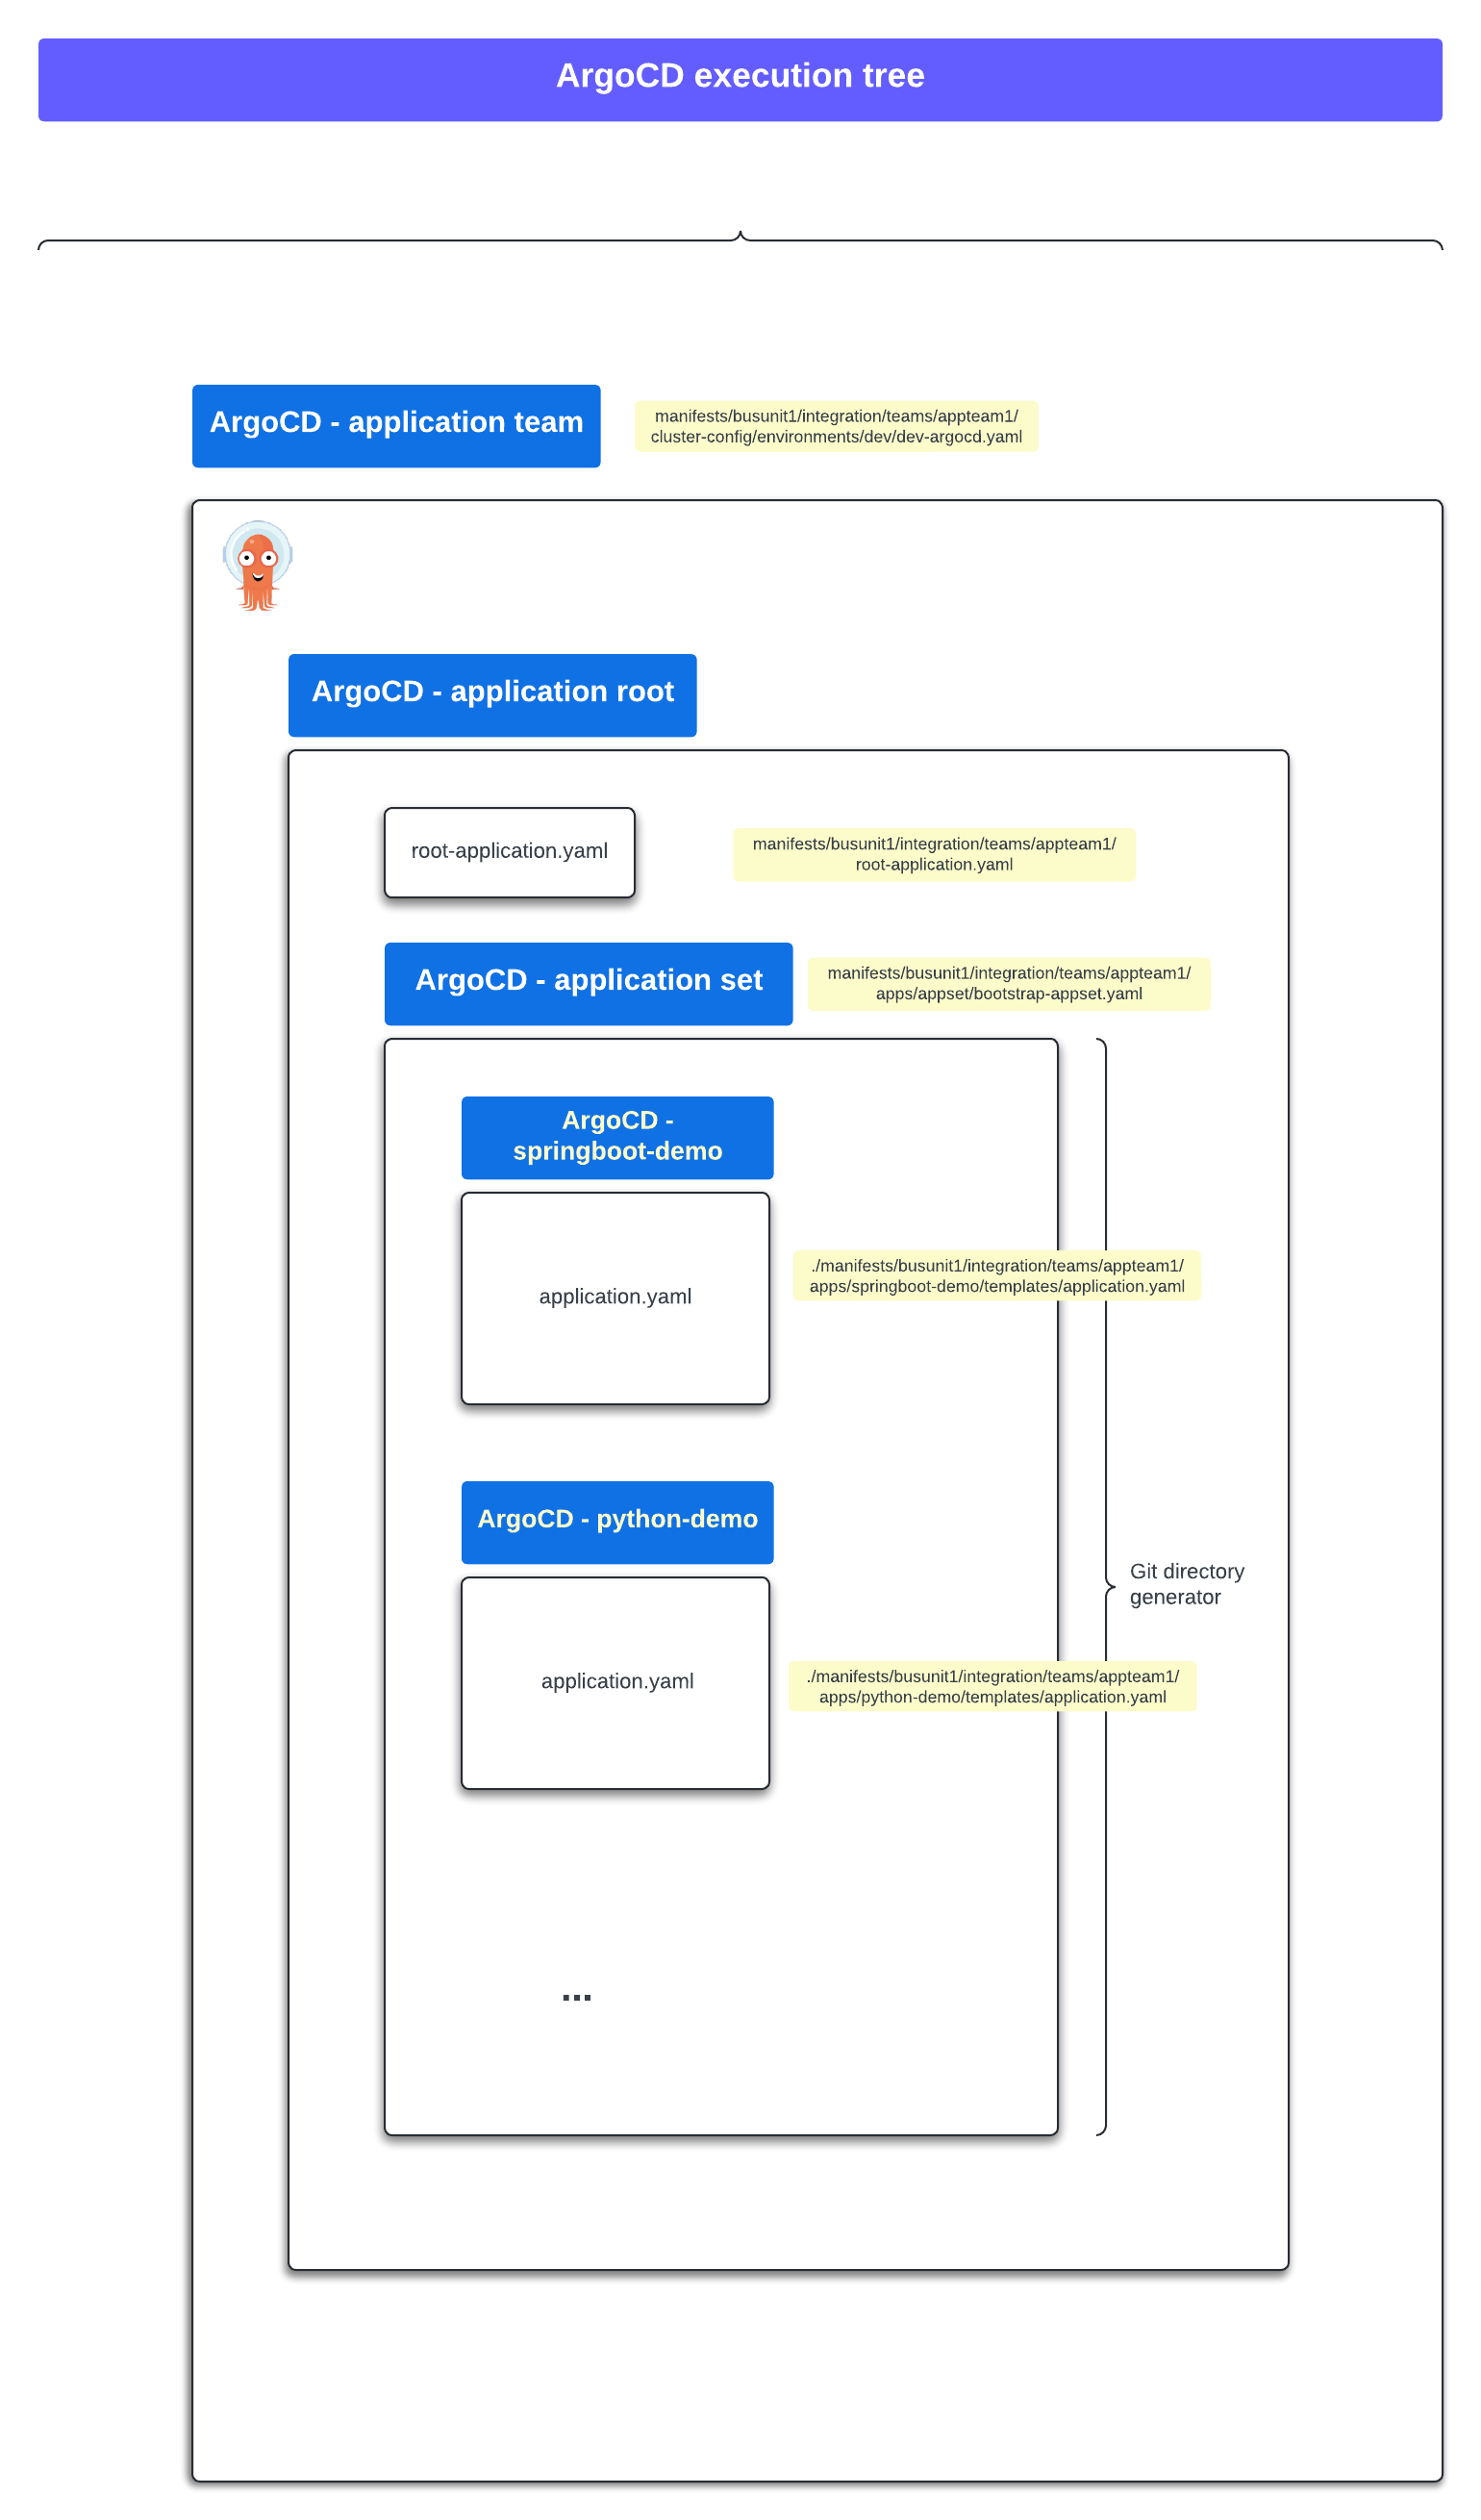 ArgoCD execution tree
ArgoCD - application team
manifests/busunit1/integration/teams/appteam1/
cluster-config/environments/dev/dev-argocd.yaml
ArgoCD - application root
root-application.yaml
manifests/busunit1/integration/teams/appteam1/
root-application.yaml
ArgoCD - application set
manifests/busunit1/integration/teams/appteam1/
apps/appset/bootstrap-appset.yaml
ArgoCD -
springboot-demo
application.yaml
./manifests/busunit1/integration/teams/appteam1/
apps/springboot-demo/templates/application.yaml
ArgoCD - python-demo
Git directory
generator
application.yaml
./manifests/busunit1/integration/teams/appteam1/
apps/python-demo/templates/application.yaml
...